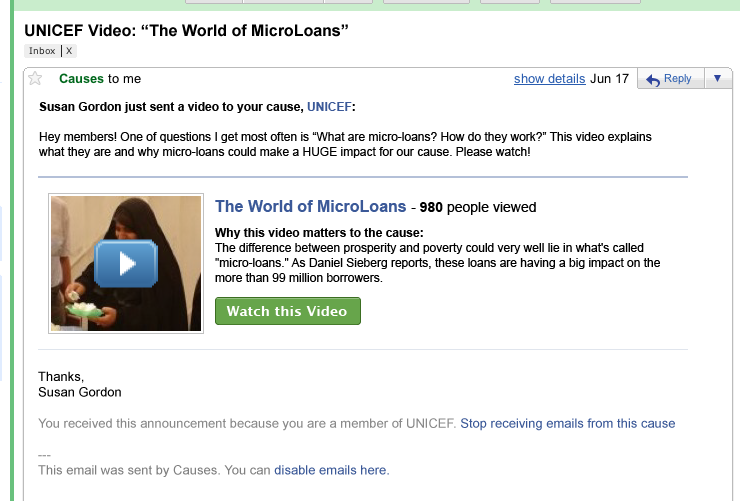 UNICEF Video: “The World of MicroLoans”
Inbox | X
Causes to me show details Jun 17 Reply
Susan Gordon just sent a video to your cause, UNICEF:
Hey members! One of questions I get most often is “What are micro-loans? How do they work?” This video explains
what they are and why micro-loans could make a HUGE impact for our cause. Please watch!
The World of MicroLoans - 980 people viewed
Why this video matters to the cause:
The difference between prosperity and poverty could very well lie in what's called
"micro-loans." As Daniel Sieberg reports, these loans are having a big impact on the
more than 99 million borrowers.
Watch this Video
Thanks,
Susan Gordon
You received this announcement because you are a member of UNICEF. Stop receiving emails from this cause
---
This email was sent by Causes. You can disable emails here.